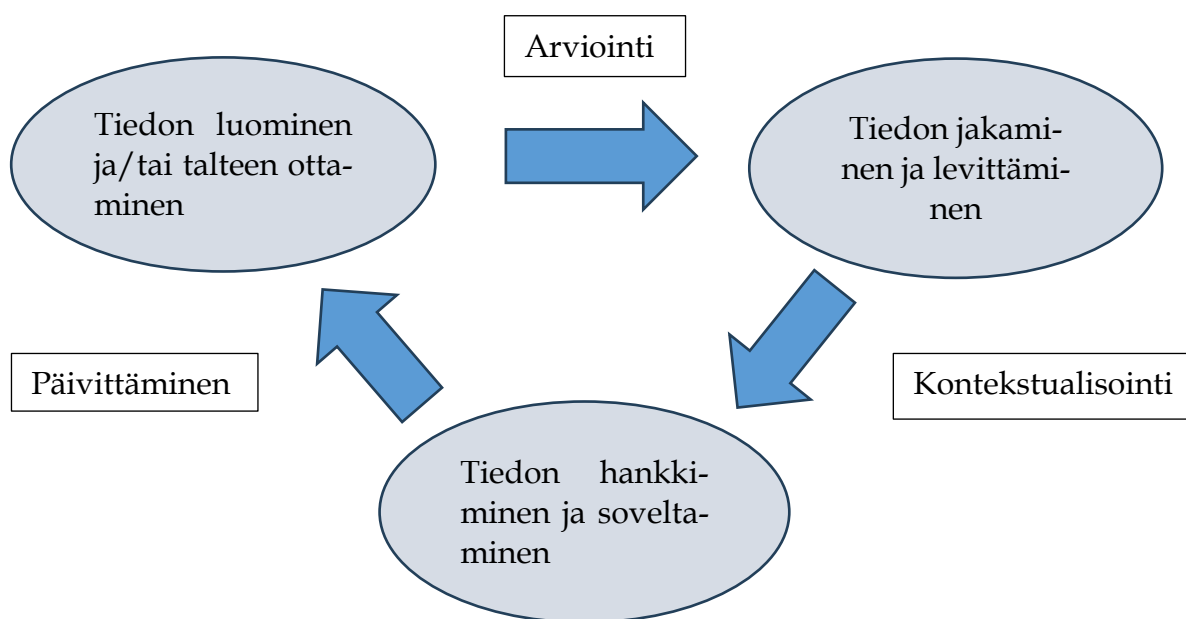 Arviointi
Tiedon luominen
ja/tai talteen otta-
minen
Tiedon jakami-
nen ja levittämi-
nen
Päivittäminen
Kontekstualisointi
Tiedon hankki-
minen ja sovelta-
minen